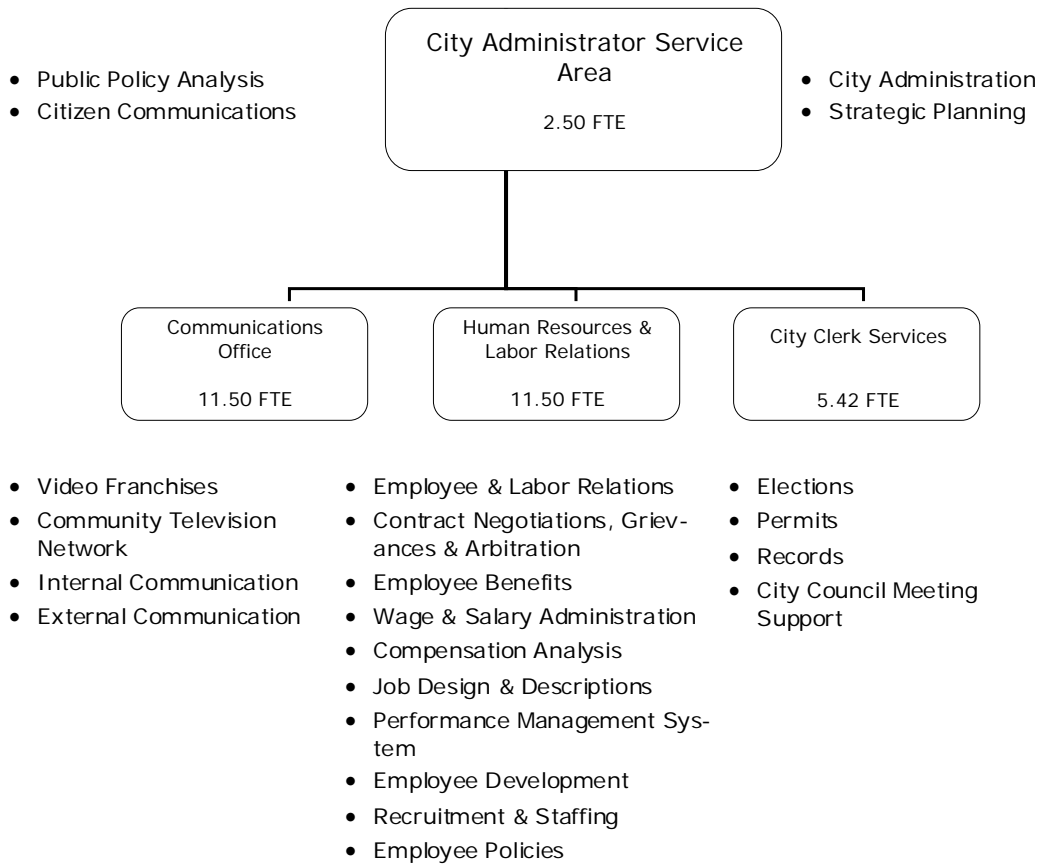 City Administrator Service
Area
2.50 FTE
• Public Policy Analysis
• Citizen Communications
• City Administration
• Strategic Planning
Communications
Office
11.50 FTE
Human Resources &
Labor Relations
11.50 FTE
City Clerk Services
5.42 FTE
• Video Franchises
• Community Television
Network
• Internal Communication
• External Communication
• Employee & Labor Relations
• Contract Negotiations, Griev-
ances & Arbitration
• Employee Benefits
• Wage & Salary Administration
• Compensation Analysis
• Job Design & Descriptions
• Performance Management Sys-
tem
• Employee Development
• Recruitment & Staffing
• Employee Policies
• Elections
• Permits
• Records
• City Council Meeting
Support